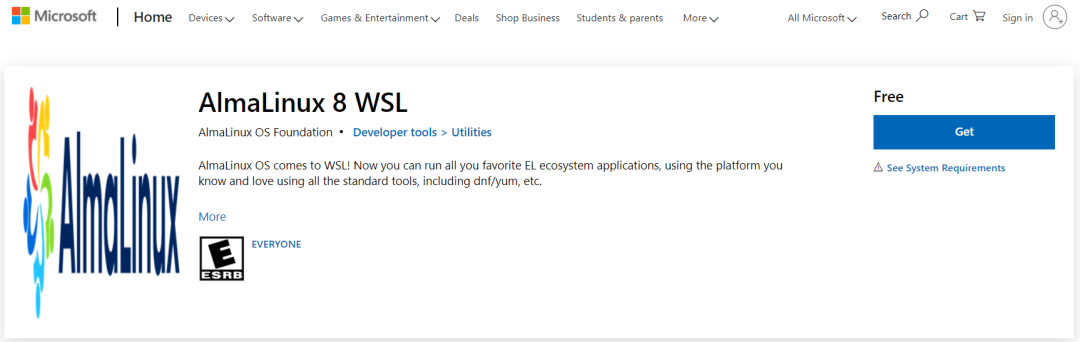 Microsoft Home Devices Software Games & Entertainment Deals Shop Business Students & parents More All Microsoft Search Cart Sign in
AlmaLinux
AlmaLinux 8 WSL
AlmaLinux OS Foundation • Developer tools > Utilities
AlmaLinux OS comes to WSL! Now you can run all you favorite EL ecosystem applications, using the platform you
know and love using all the standard tools, including dnf/yum, etc.
More
E
ESRB
EVERYONE
Free
Get
See System Requirements